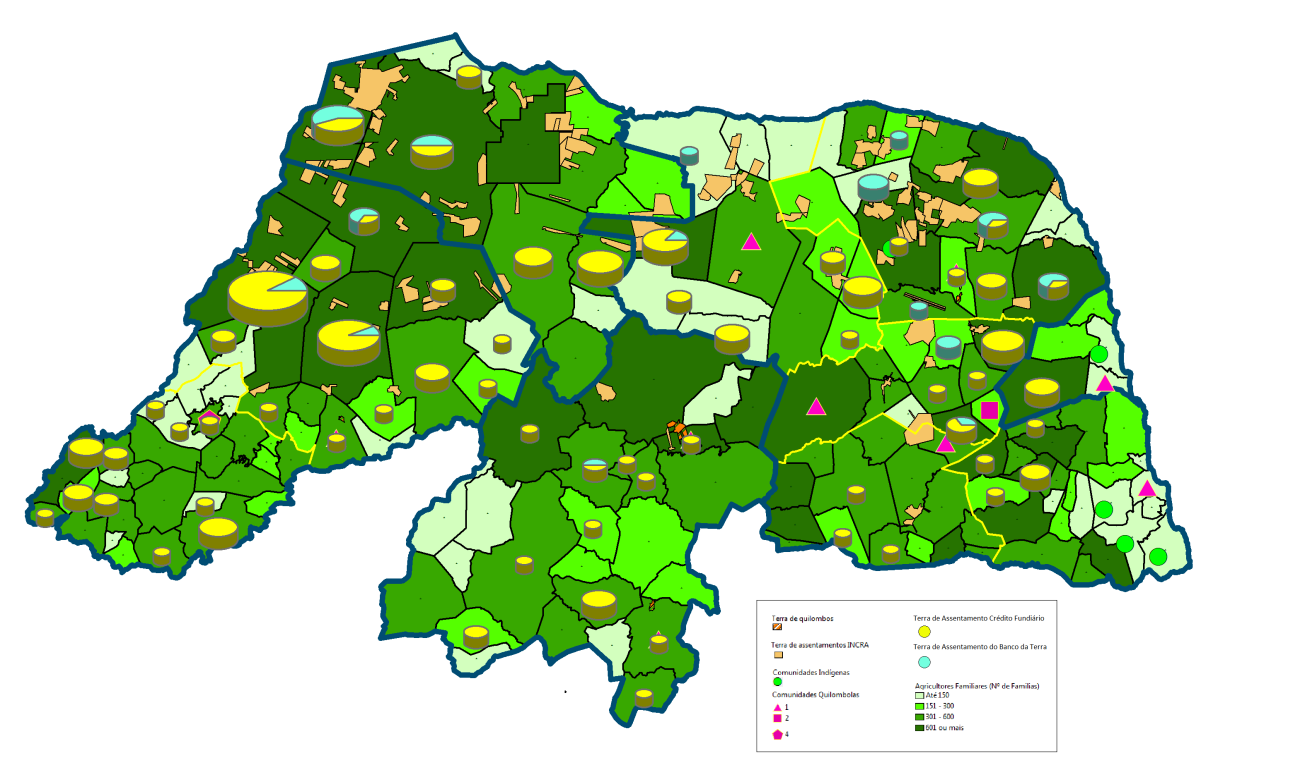 Terra de quilombos
Terra de assentamentos INCRA
Comunidades Indígenas
Comunidades Quilombolas
1
2
4
Terra de Assentamento Crédito Fundiário
Terra de Assentamento do Banco da Terra
Agricultores Familiares (Nº de Familias)
Até 150
151 - 300
301 - 600
601 ou mais